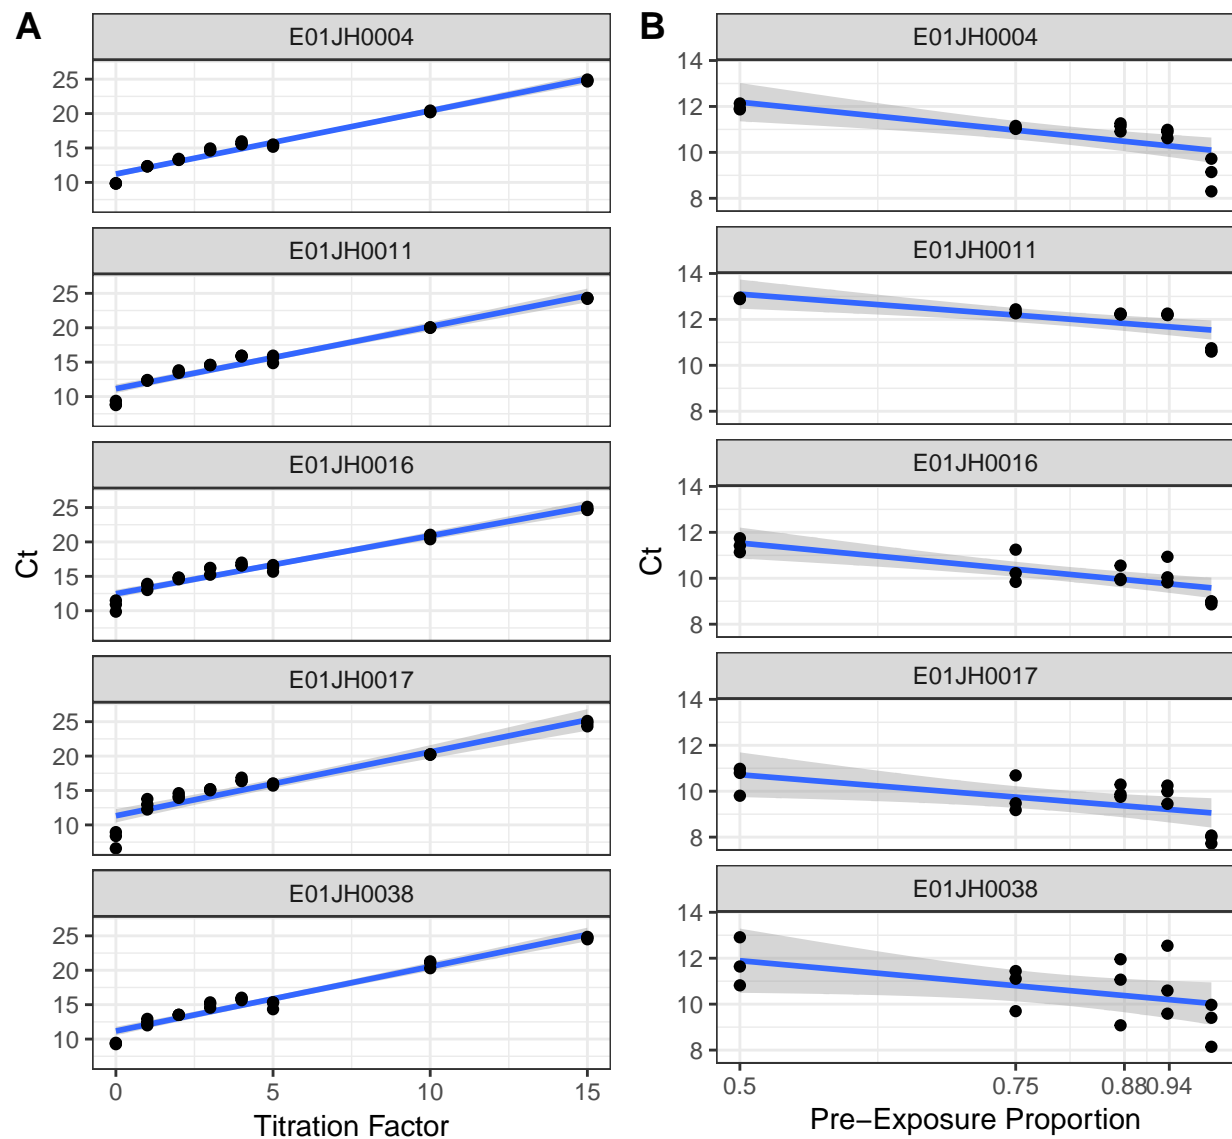 A
E01JH0004
25
20
15
10
E01JH0011
25
20
15
10
E01JH0016
25
20
15
10
E01JH0017
25
20
15
10
E01JH0038
25
20
15
10
0 5 10 15
Titration Factor
Ct
B
E01JH0004
14
12
10
8
E01JH0011
14
12
10
8
E01JH0016
14
12
10
8
E01JH0017
14
12
10
8
E01JH0038
14
12
10
8
0.5 0.75 0.88 0.94
Pre−Exposure Proportion
Ct